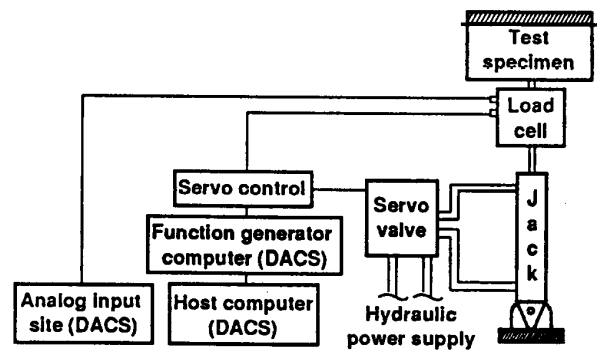 Test
specimen
Load
cell
Servo control
Servo
valve
J
a
c
k
Function generator
computer (DACS)
Analog input
site (DACS)
Host computer
(DACS)
Hydraulic
power supply